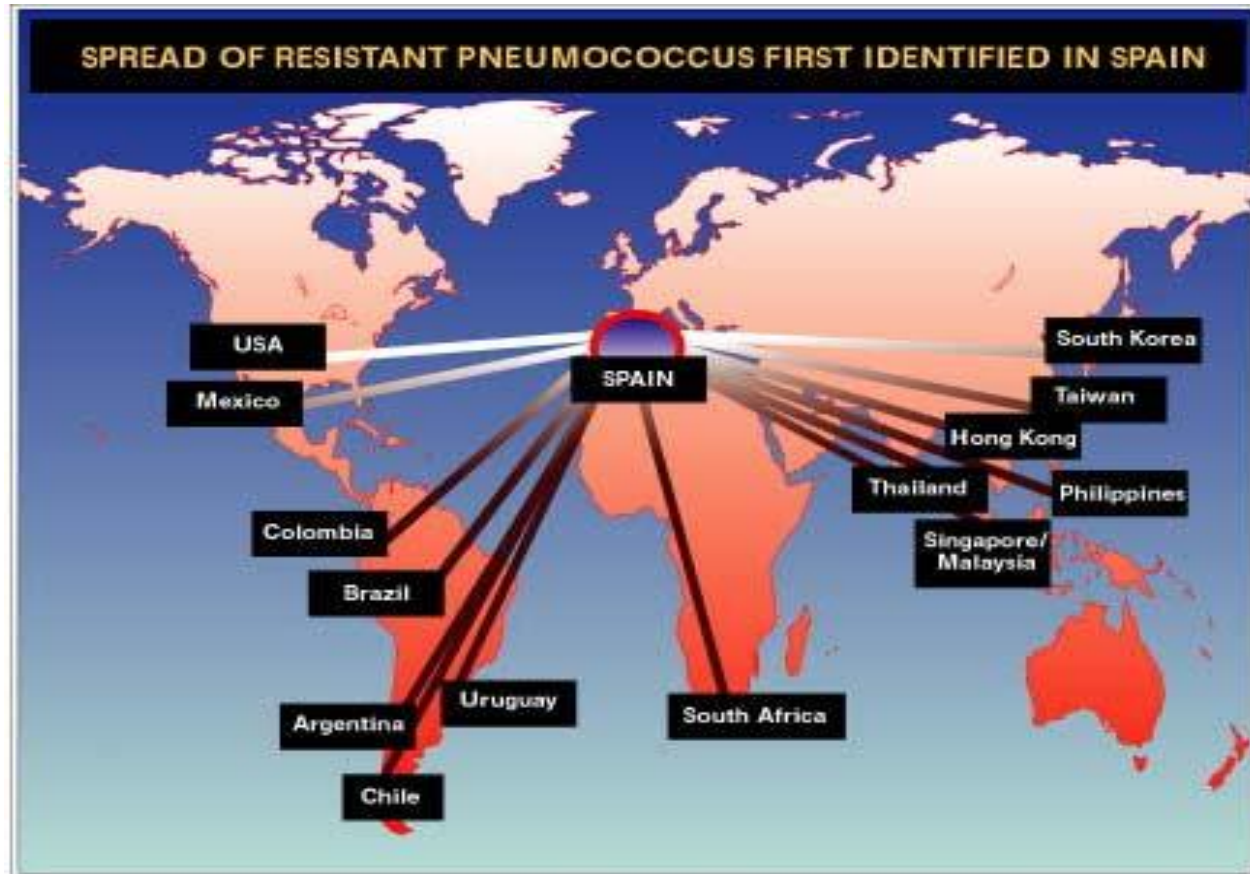 SPREAD OF RESISTANT PNEUMOCOCCUS FIRST IDENTIFIED IN SPAIN
USA
South Korea
SPAIN
Mexico
Taiwan
Hong Kong
Thailand
Philippines
Colombia
Singapore/
Malaysia
Brazil
Uruguay
South Africa
Argentina
Chile